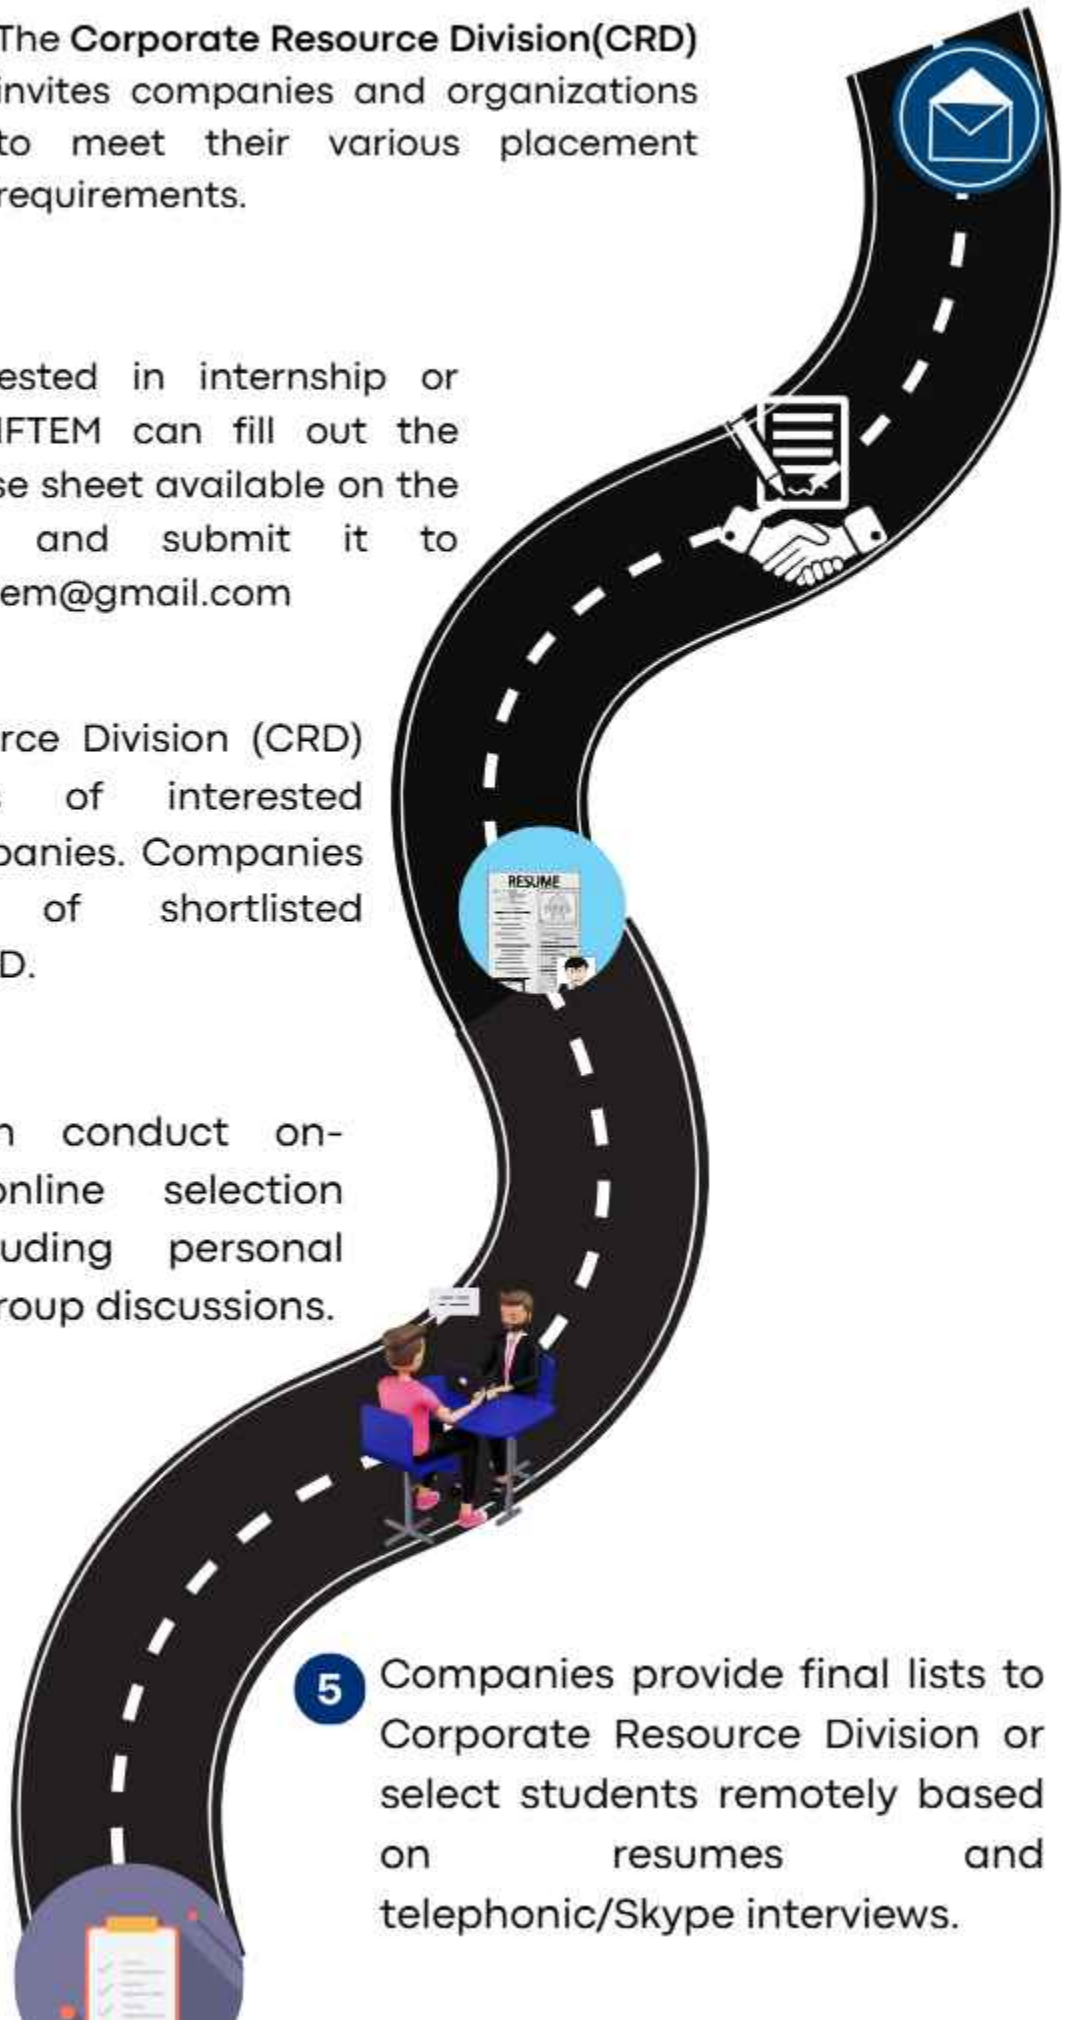 The Corporate Resource Division(CRD)
invites companies and organizations
to meet their various placement
requirements.
ested in internship or
IFTEM can fill out the
se sheet available on the
and submit it to
em@gmail.com
rce Division (CRD)
of interested
panies. Companies
of shortlisted
D.
conduct on-
online selection
uding personal
roup discussions.
RESUME
5 Companies provide final lists to
Corporate Resource Division or
select students remotely based
on resumes and
telephonic/Skype interviews.